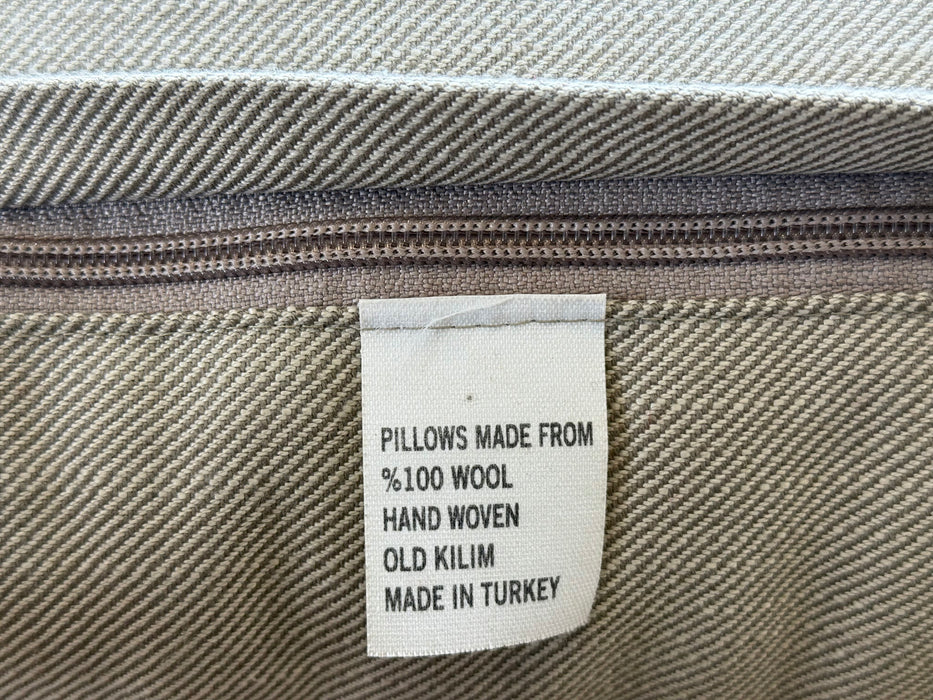 PILLOWS MADE FROM
%100 WOOL
HAND WOVEN
OLD KILIM
MADE IN TURKEY